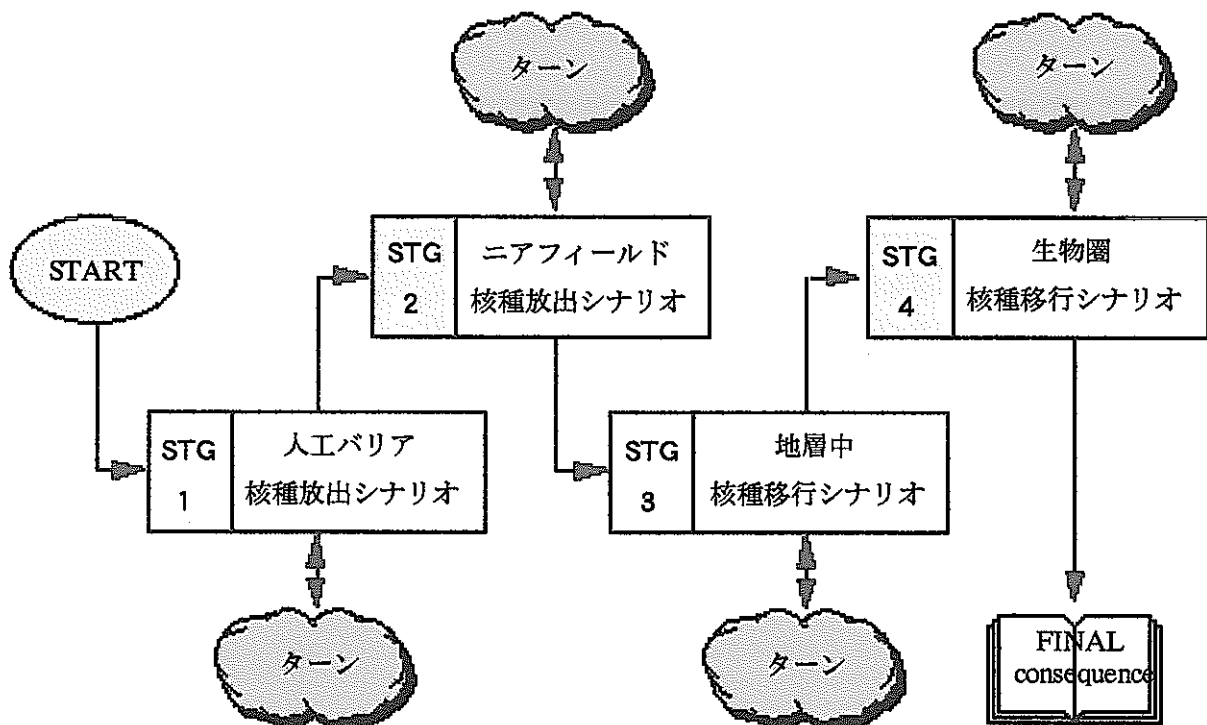 ターン
ターン
START
STG
2
ニアフィールド
核種放出シナリオ
STG
4
生物圏
核種移行シナリオ
STG
1
人工バリア
核種放出シナリオ
STG
3
地層中
核種移行シナリオ
ターン
ターン
FINAL
consequence